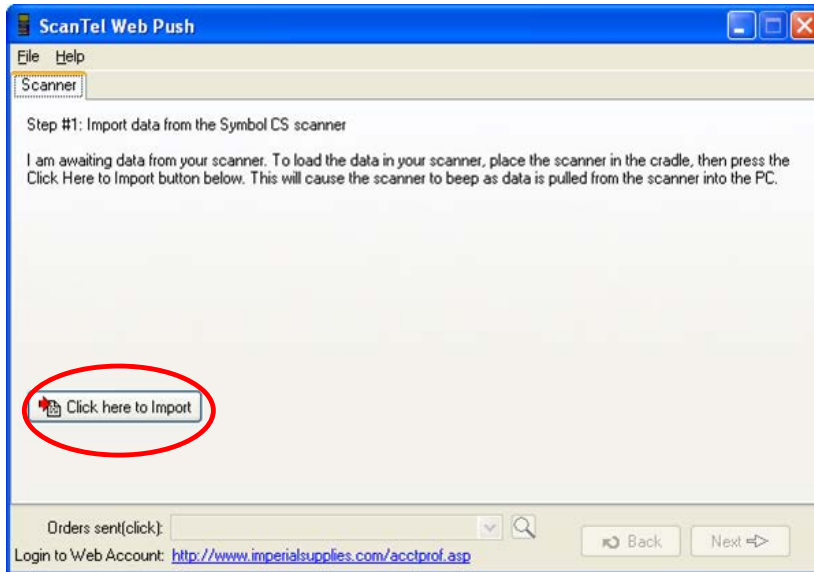 ScanTel Web Push
File Help
Scanner
Step #1: Import data from the Symbol CS scanner
I am awaiting data from your scanner. To load the data in your scanner, place the scanner in the cradle, then press the
Click Here to Import button below. This will cause the scanner to beep as data is pulled from the scanner into the PC.
Click here to Import
Orders sent(click):
Back Next
Login to Web Account: http://www.imperialsupplies.com/acctprof.asp